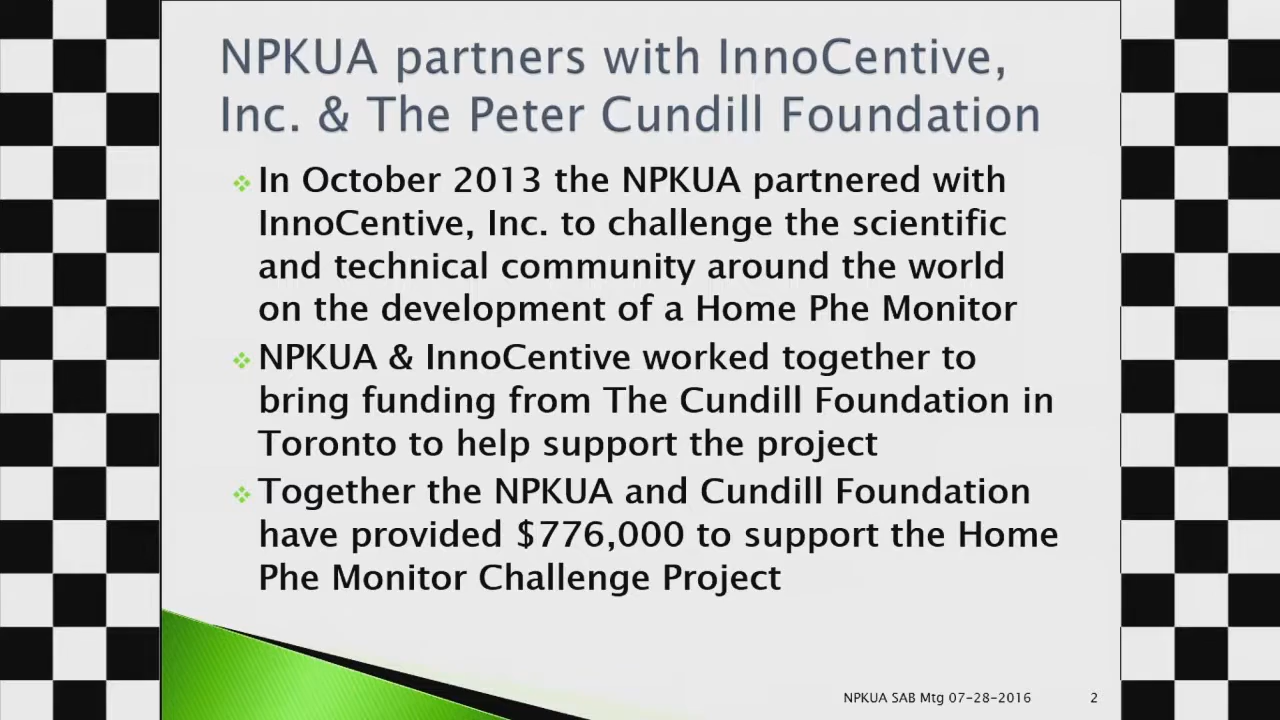 NPKUA partners with InnoCentive,
Inc. & The Peter Cundill Foundation
In October 2013 the NPKUA partnered with
InnoCentive, Inc. to challenge the scientific
and technical community around the world
on the development of a Home Phe Monitor
NPKUA & InnoCentive worked together to
bring funding from The Cundill Foundation in
Toronto to help support the project
Together the NPKUA and Cundill Foundation
have provided $776,000 to support the Home
Phe Monitor Challenge Project
NPKUA SAB Mtg 07-28-2016 2